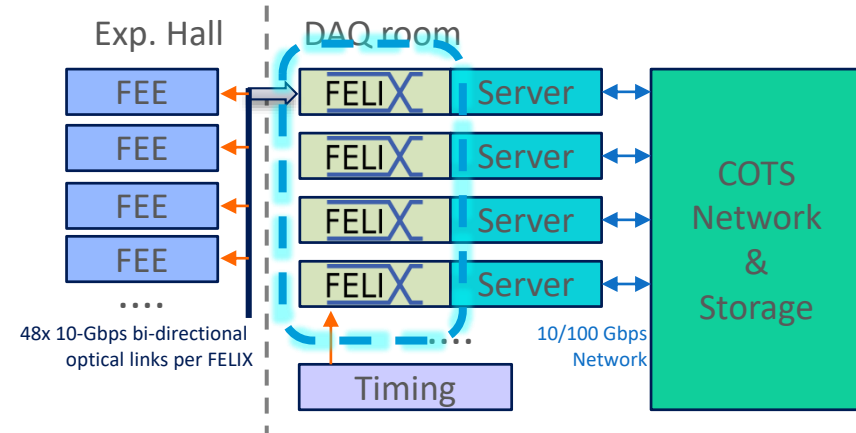 Exp. Hall
DAQ room
FEE
FELIX
Server
FEE
FELIX
Server
FEE
FELIX
Server
FEE
FELIX
Server
....
....
COTS
Network
&
Storage
48x 10-Gbps bi-directional
optical links per FELIX
10/100 Gbps
Network
Timing